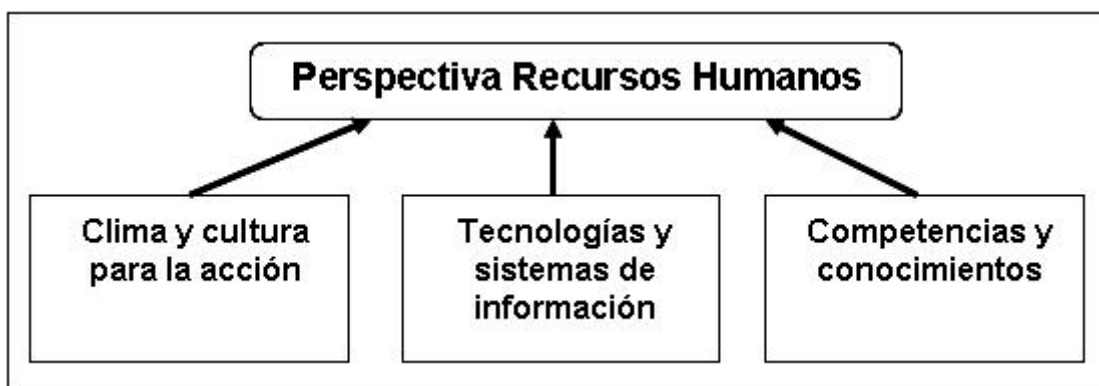 Perspectiva Recursos Humanos
Clima y cultura
para la acción
Tecnologías y
sistemas de
información
Competencias y
conocimientos